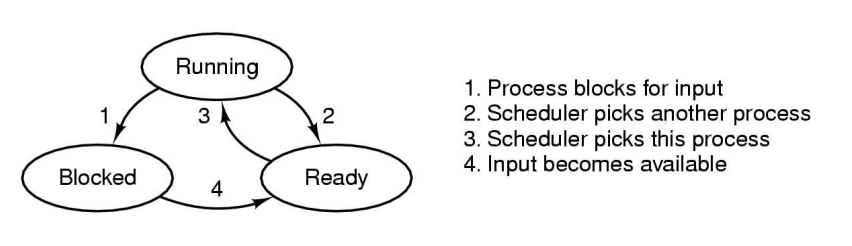 Running
1
3
2
Blocked
4
Ready
1. Process blocks for input
2. Scheduler picks another process
3. Scheduler picks this process
4. Input becomes available